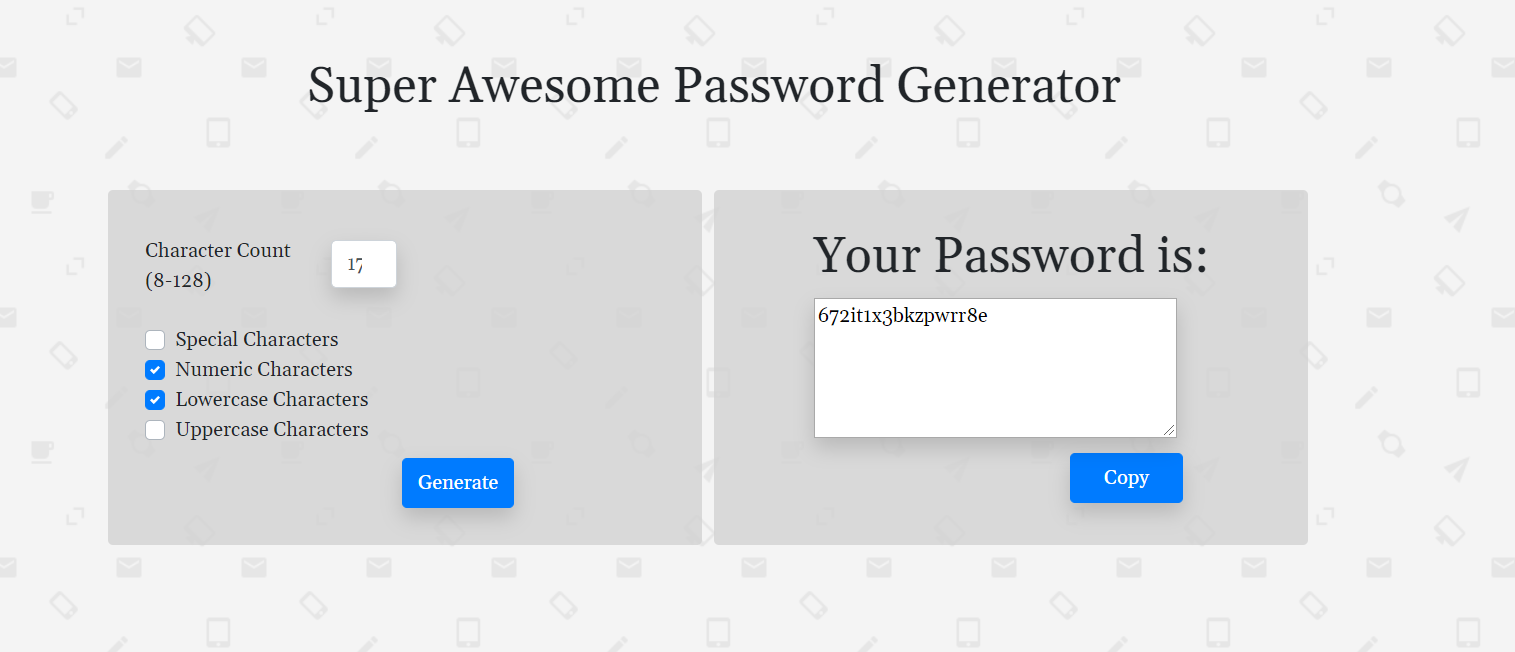 Super Awesome Password Generator
Character Count
(8-128)
17
Special Characters
Numeric Characters
Lowercase Characters
Uppercase Characters
Generate
Your Password is:
672it1x3bkzpwrr8e
Copy